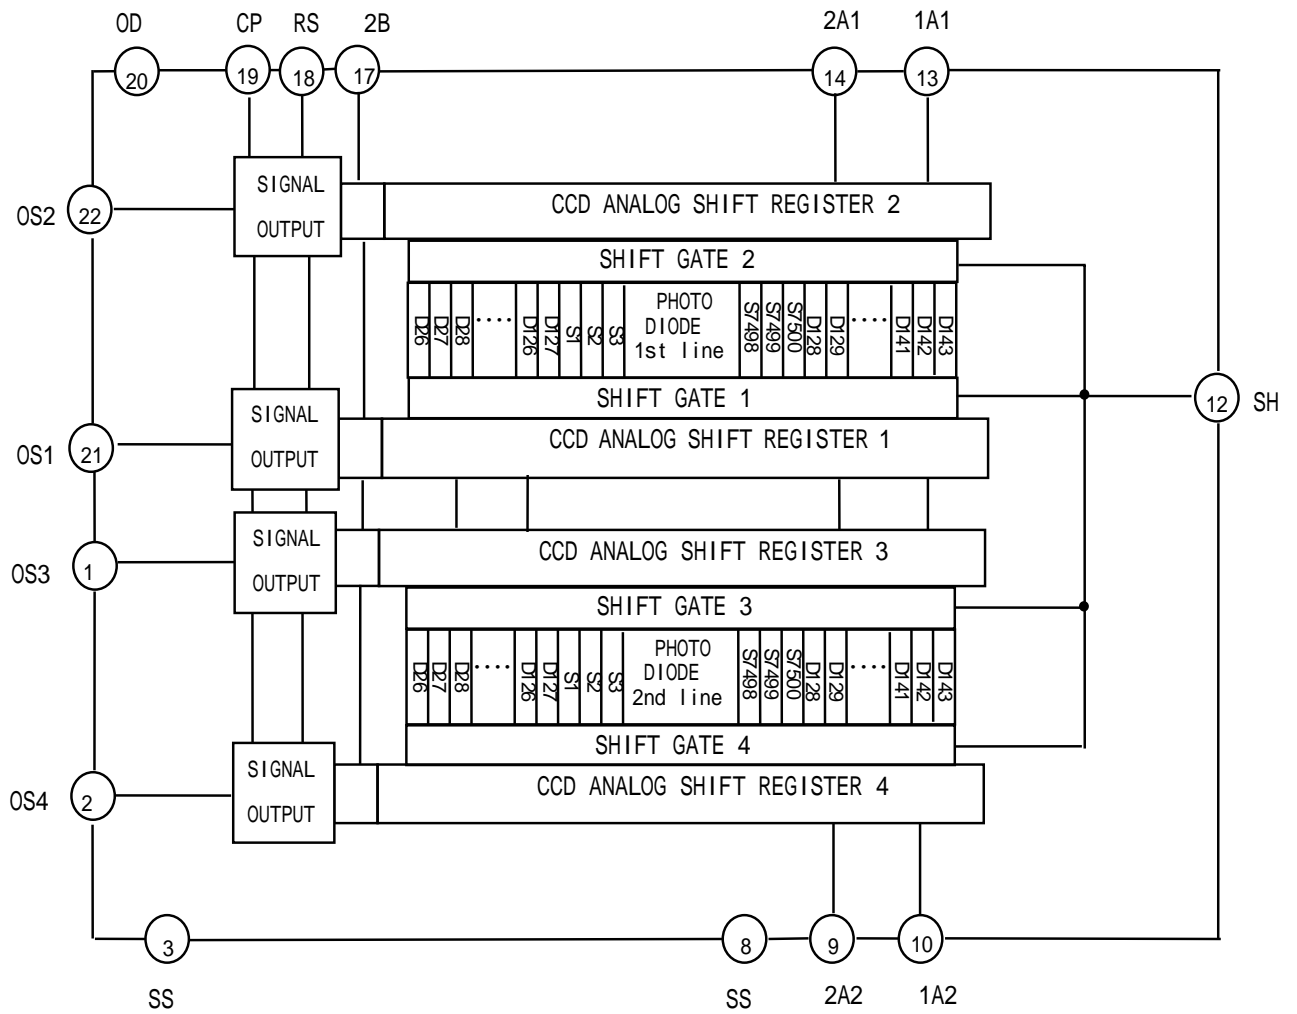 OD CP RS 2B 2A1 1A1
20 19 18 17 14 13
SIGNAL
OUTPUT
OS2 22
CCD ANALOG SHIFT REGISTER 2
SHIFT GATE 2
D26 D27 D28 ···· D126 D127 S1 S2 S3
PHOTO
DIODE
1st line
S7498 S7499 S7500 D128 D129 ···· D141 D142 D143
SHIFT GATE 1
12 SH
SIGNAL
OUTPUT
OS1 21
CCD ANALOG SHIFT REGISTER 1
SIGNAL
OUTPUT
OS3 1
CCD ANALOG SHIFT REGISTER 3
SHIFT GATE 3
D26 D27 D28 ···· D126 D127 S1 S2 S3
PHOTO
DIODE
2nd line
S7498 S7499 S7500 D128 D129 ···· D141 D142 D143
SHIFT GATE 4
SIGNAL
OUTPUT
OS4 2
CCD ANALOG SHIFT REGISTER 4
3 8 9 10
SS SS 2A2 1A2